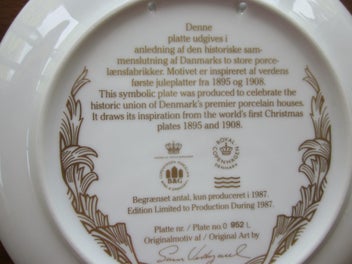 Denne
platte udgives i
anledning af den historiske sam-
menslutning af Danmarks to store porce-
lænsfabrikker. Motivet er inspireret af verdens
første juleplatter fra 1895 og 1908.
This symbolic plate was produced to celebrate the
historic union of Denmark's premier porcelain houses.
It draws its inspiration from the world's first Christmas
plates 1895 and 1908.
B&G
ROYAL
COPENHAGEN
DENMARK
Begrænset antal, kun produceret i 1987.
Edition Limited to Production During 1987.
Platte nr. / Plate no.0 952 L
Originalmotiv af / Original Art by